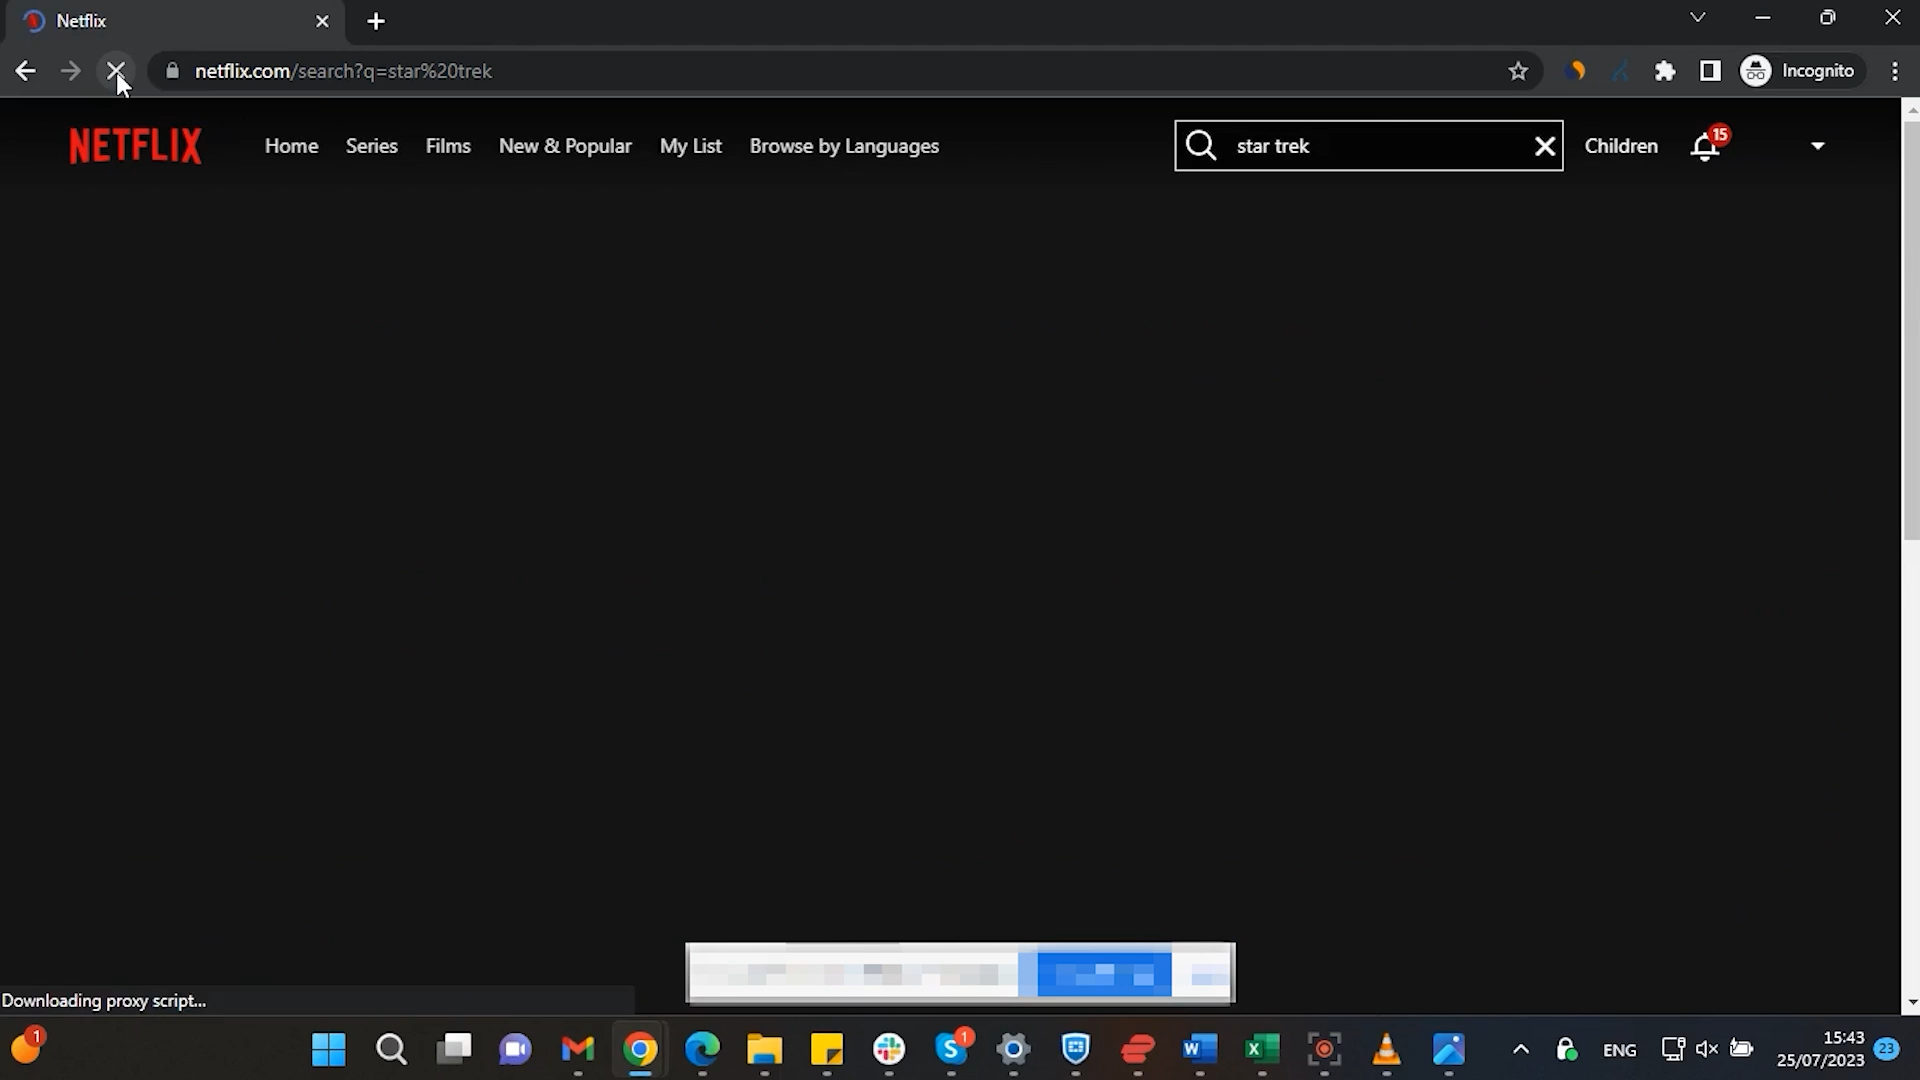 Netflix
netflix.com/search?q=star%20trek
Incognito
NETFLIX
Home
Series
Films
New & Popular
My List
Browse by Languages
star trek
Children
15
Downloading proxy script...
1
1
ENG
15:43
25/07/2023
23